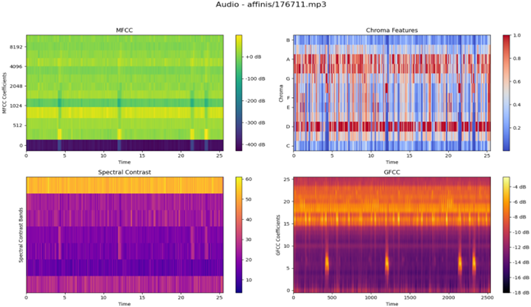 Audio - affinis/176711.mp3
MFCC
MFCC Coefficients
8192
4096
2048
1024
512
0
0 5 10 15 20 25
Time
+0 dB
-100 dB
-200 dB
-300 dB
-400 dB
Chroma Features
Chroma
B
A
G
F
E
D
C
0 5 10 15 20 25
Time
1.0
0.8
0.6
0.4
0.2
0.0
Spectral Contrast
Spectral Contrast Bands
0 5 10 15 20 25
Time
60
50
40
30
20
10
GFCC
25
20
15
10
5
0
0 500 1000 1500 2000 2500
Time
-4 dB
-6 dB
-8 dB
-10 dB
-12 dB
-14 dB
-16 dB
-18 dB